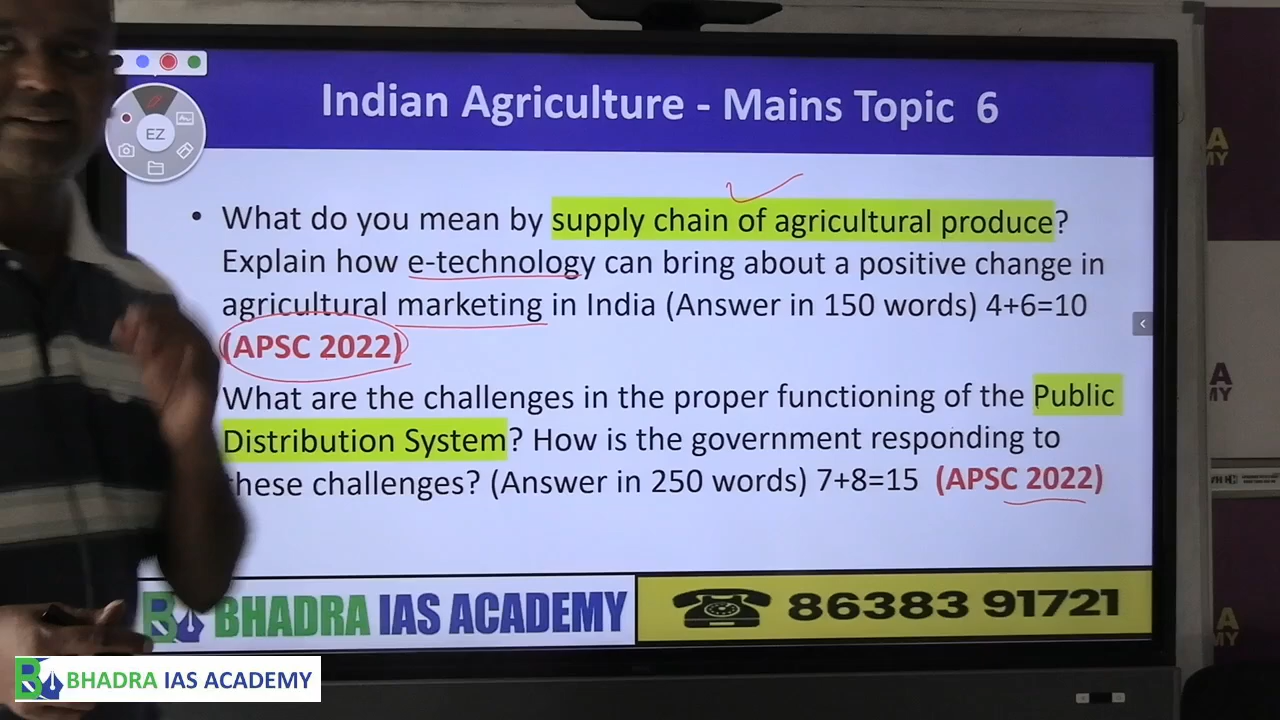 Indian Agriculture - Mains Topic 6
EZ
• What do you mean by supply chain of agricultural produce?
Explain how e-technology can bring about a positive change in
agricultural marketing in India (Answer in 150 words) 4+6=10
(APSC 2022)
What are the challenges in the proper functioning of the Public
Distribution System? How is the government responding to
these challenges? (Answer in 250 words) 7+8=15 (APSC 2022)
BHADRA IAS ACADEMY
86383 91721
BHADRA IAS ACADEMY